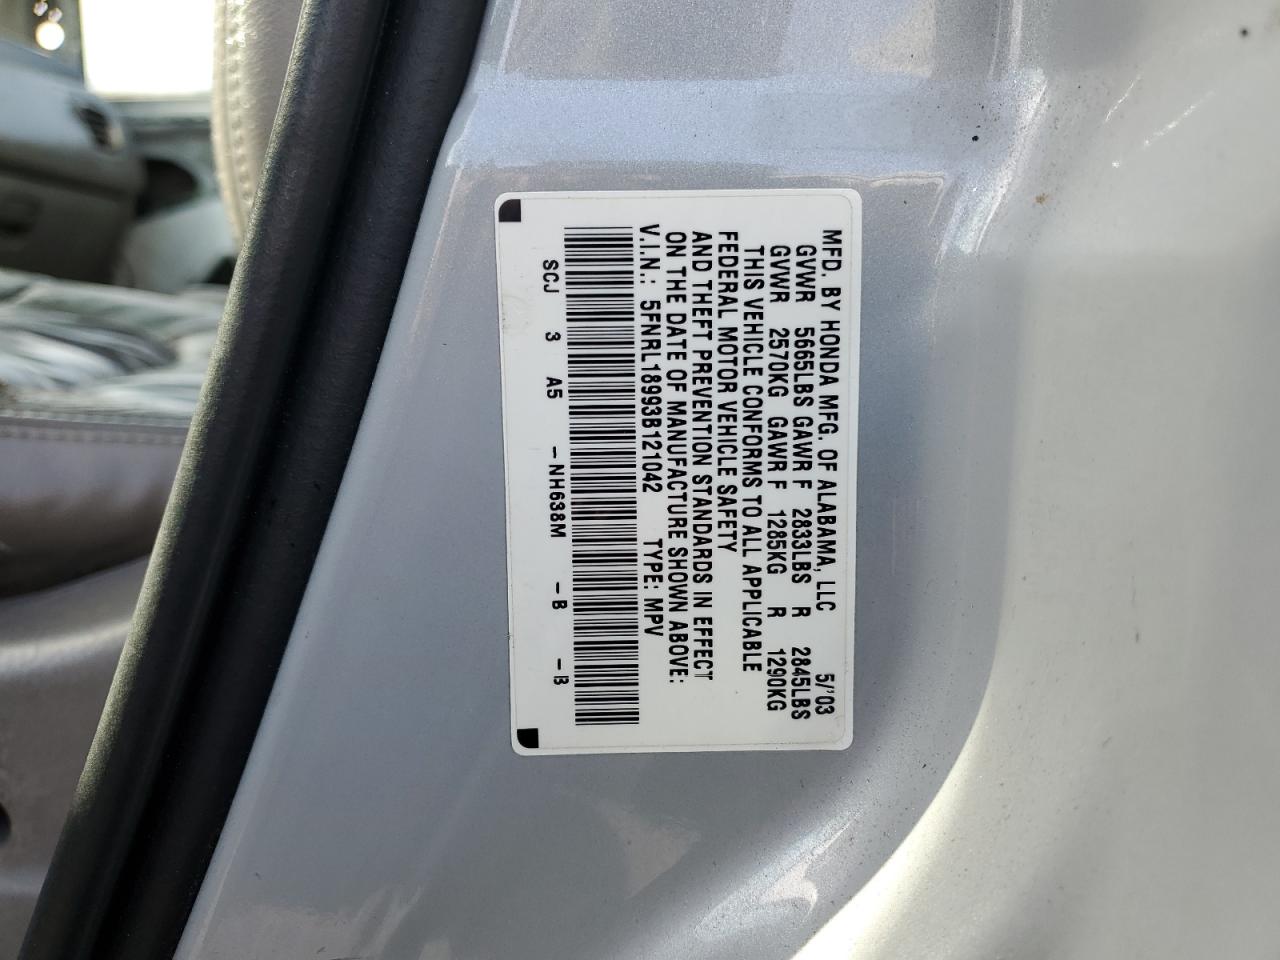 MFD. BY HONDA MFG. OF ALABAMA, LLC 5/'03
GVWR 5665LBS GAWR F 2833LBS R 2845LBS
GVWR 2570KG GAWR F 1285KG R 1290KG
THIS VEHICLE CONFORMS TO ALL APPLICABLE
FEDERAL MOTOR VEHICLE SAFETY
AND THEFT PREVENTION STANDARDS IN EFFECT
ON THE DATE OF MANUFACTURE SHOWN ABOVE:
V.I.N.: 5FNRL18993B121042 TYPE: MPV
SCJ 3 A5 -NH638M -B -B